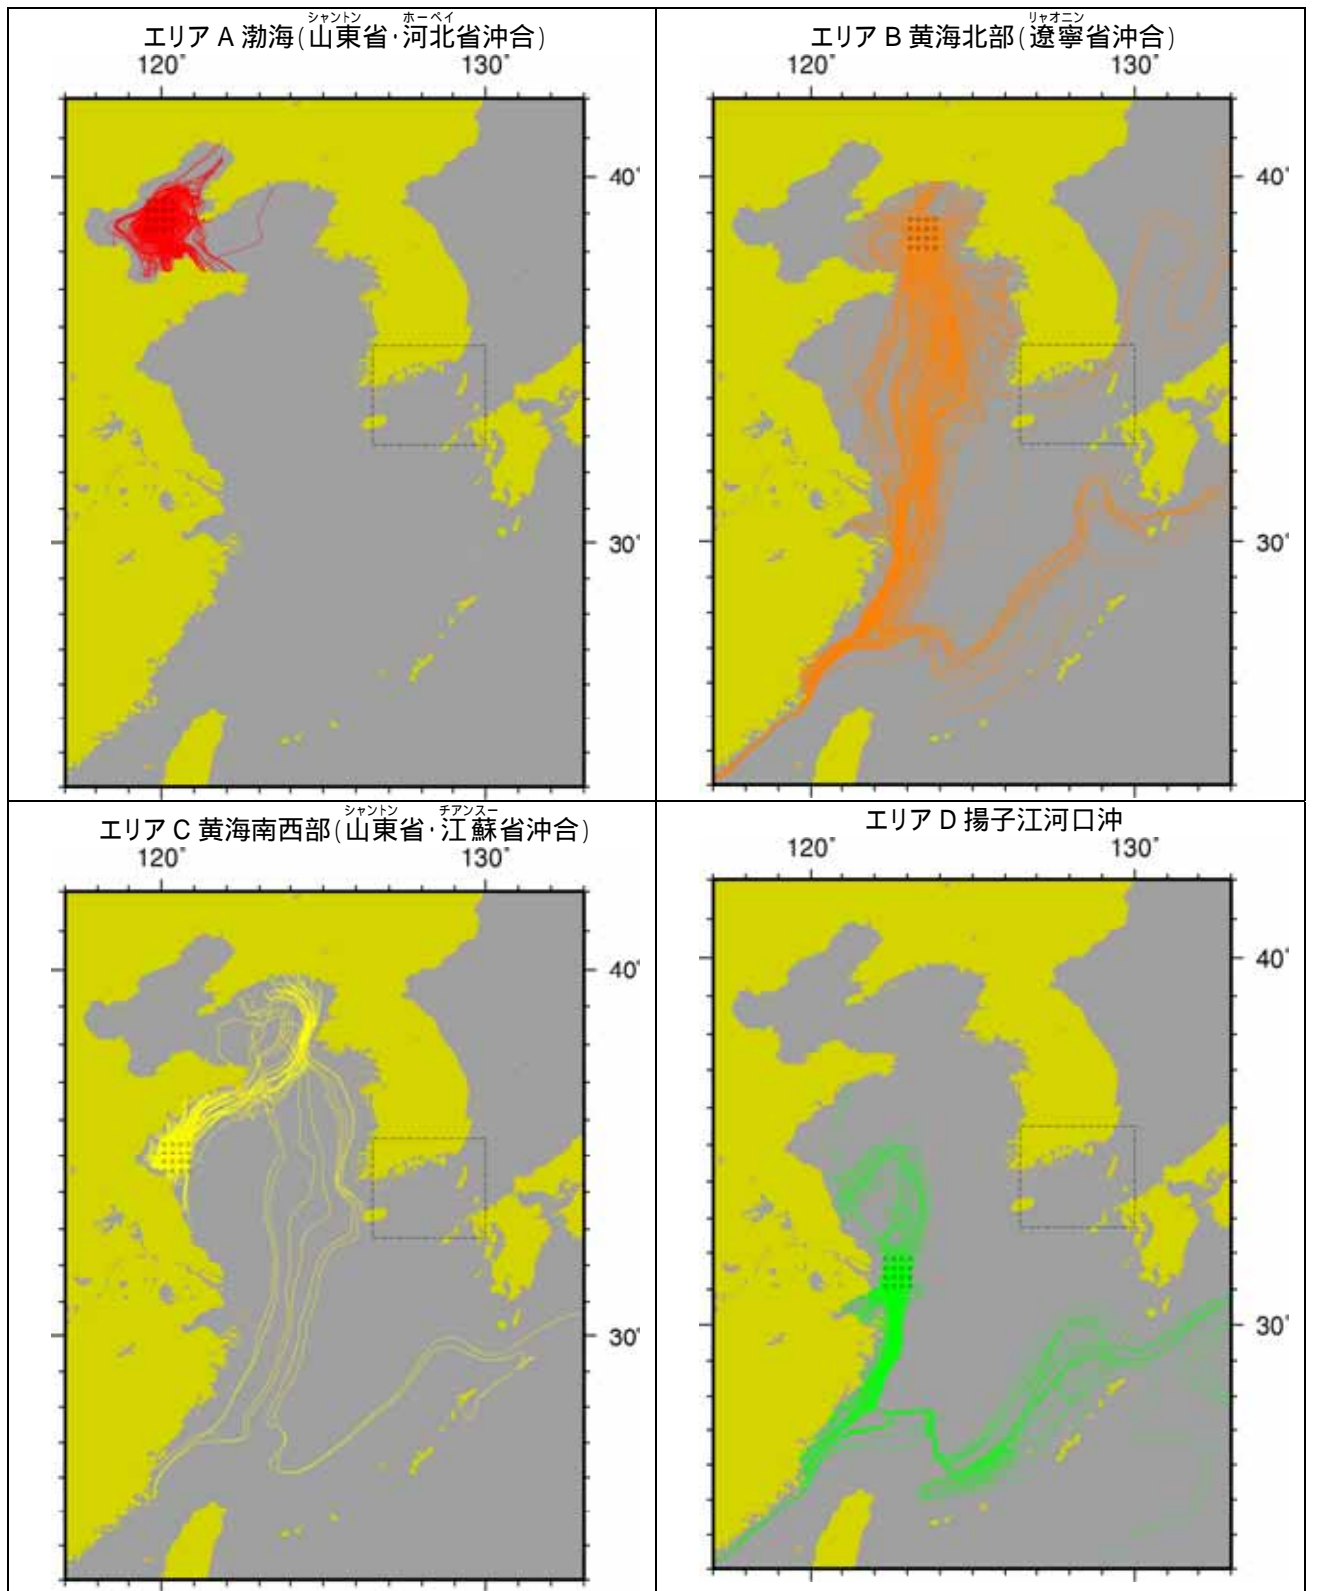 シャントン ホーペイ
エリア A 渤海(山東省・河北省沖合)
120° 130°
40°
30°
リャオニン
エリア B 黄海北部(遼寧省沖合)
120° 130°
40°
30°
シャントン チアンスー
エリア C 黄海南西部(山東省・江蘇省沖合)
120° 130°
40°
30°
エリア D 揚子江河口沖
120° 130°
40°
30°